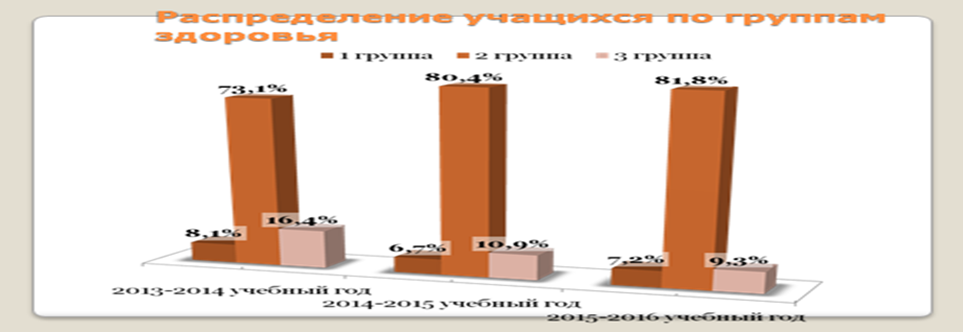 Распределение учащихся по группам
здоровья
1 группа 2 группа 3 группа
73,1% 80,4% 81,8%
8,1% 16,4% 6,7% 10,9% 7,2% 9,3%
2013-2014 учебный год
2014-2015 учебный год
2015-2016 учебный год